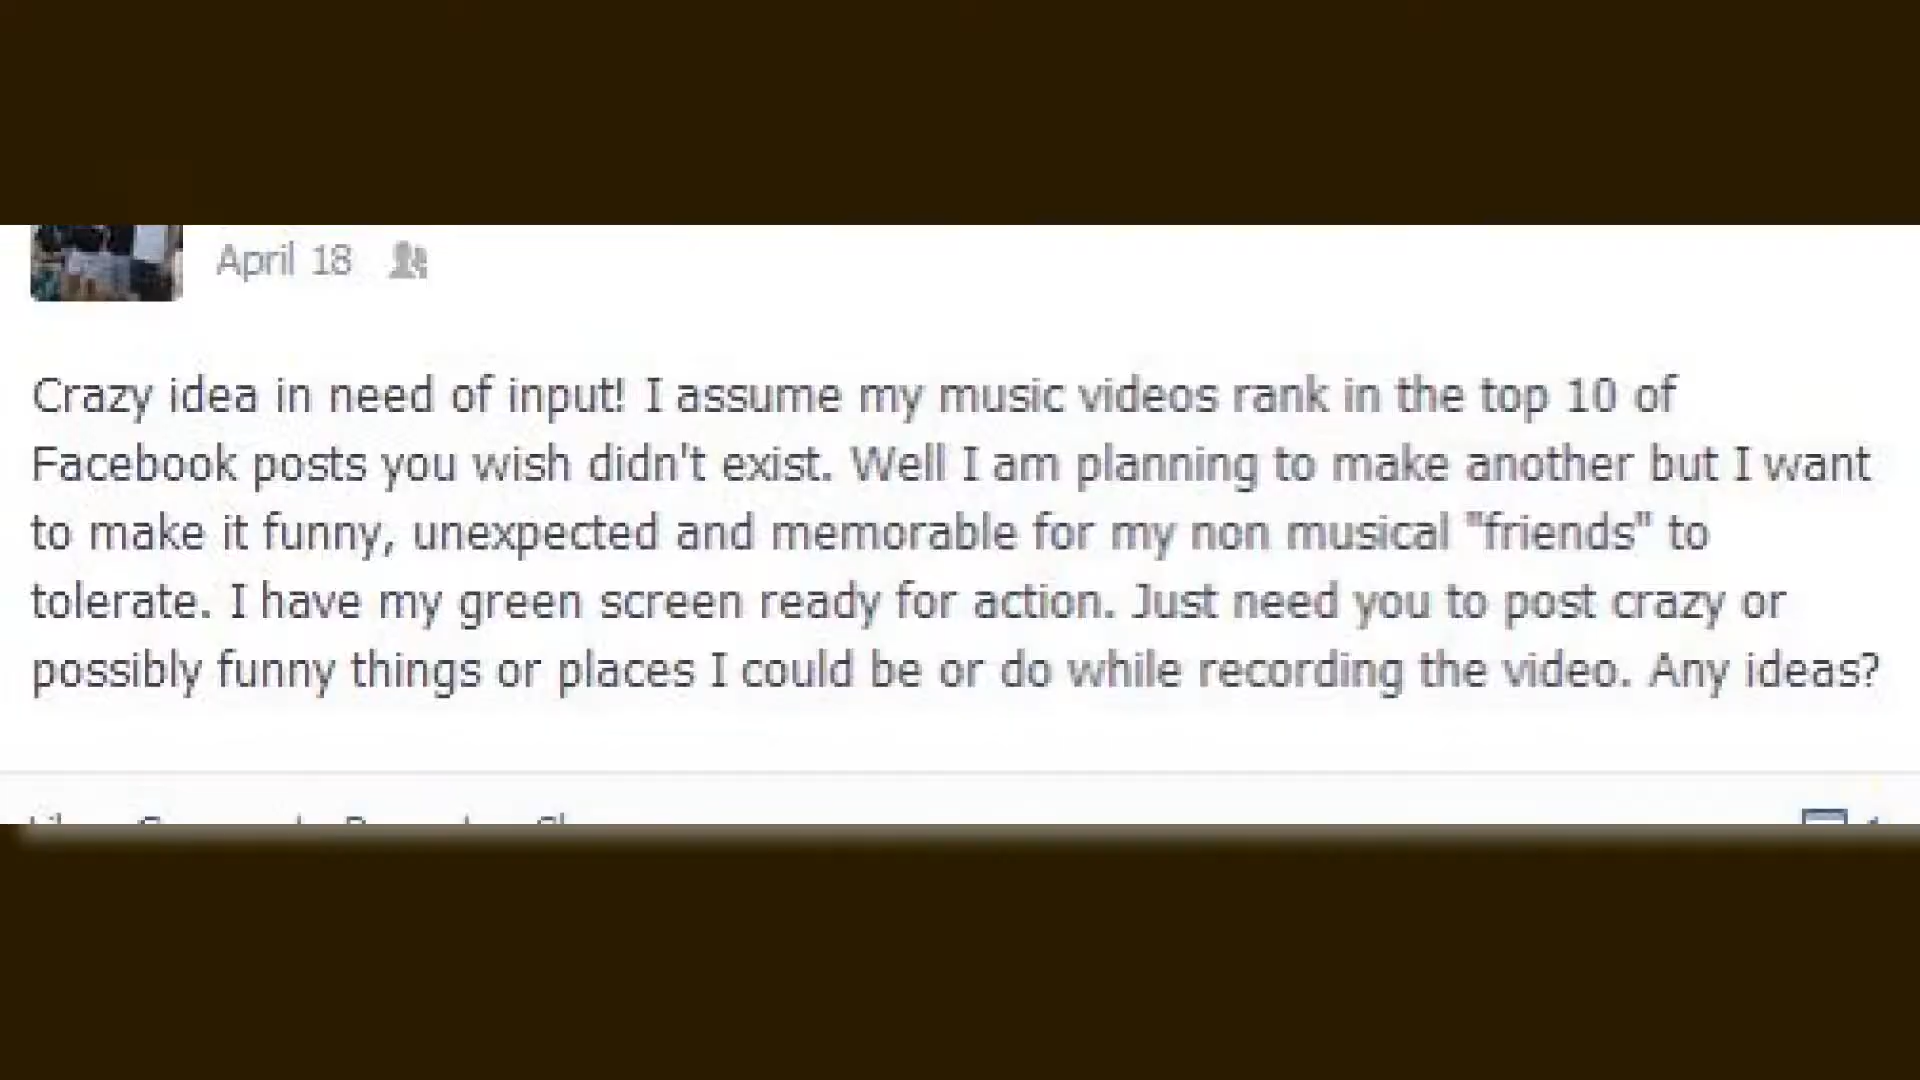 April 18
Crazy idea in need of input! I assume my music videos rank in the top 10 of
Facebook posts you wish didn't exist. Well I am planning to make another but I want
to make it funny, unexpected and memorable for my non musical "friends" to
tolerate. I have my green screen ready for action. Just need you to post crazy or
possibly funny things or places I could be or do while recording the video. Any ideas?